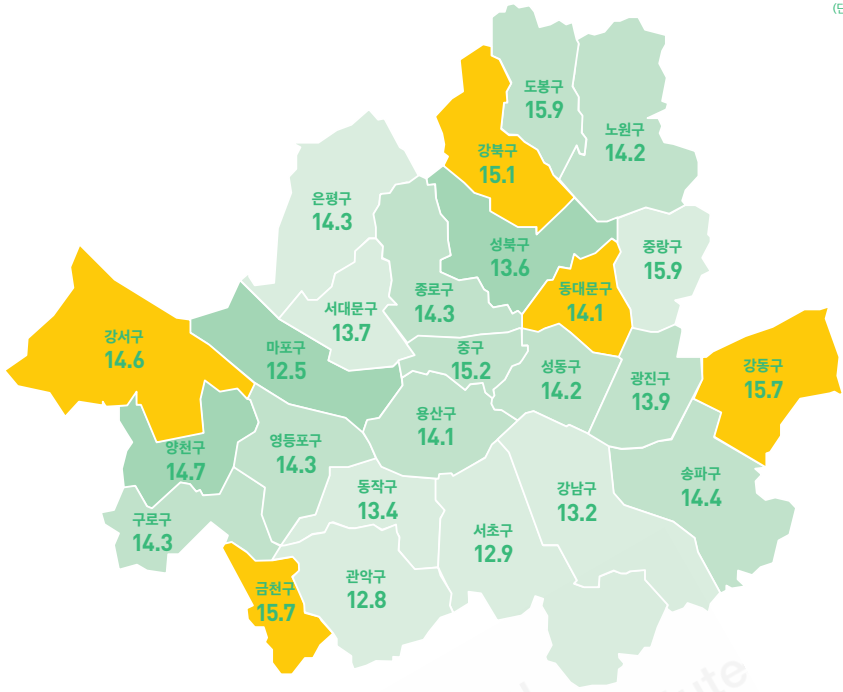 (단
도봉구
15.9
노원구
14.2
강북구
15.1
은평구
14.3
성북구
13.6
중랑구
15.9
종로구
14.3
동대문구
14.1
서대문구
13.7
강서구
14.6
마포구
12.5
중구
15.2
성동구
14.2
광진구
13.9
강동구
15.7
용산구
14.1
양천구
14.7
영등포구
14.3
동작구
13.4
강남구
13.2
송파구
14.4
구로구
14.3
서초구
12.9
관악구
12.8
금천구
15.7